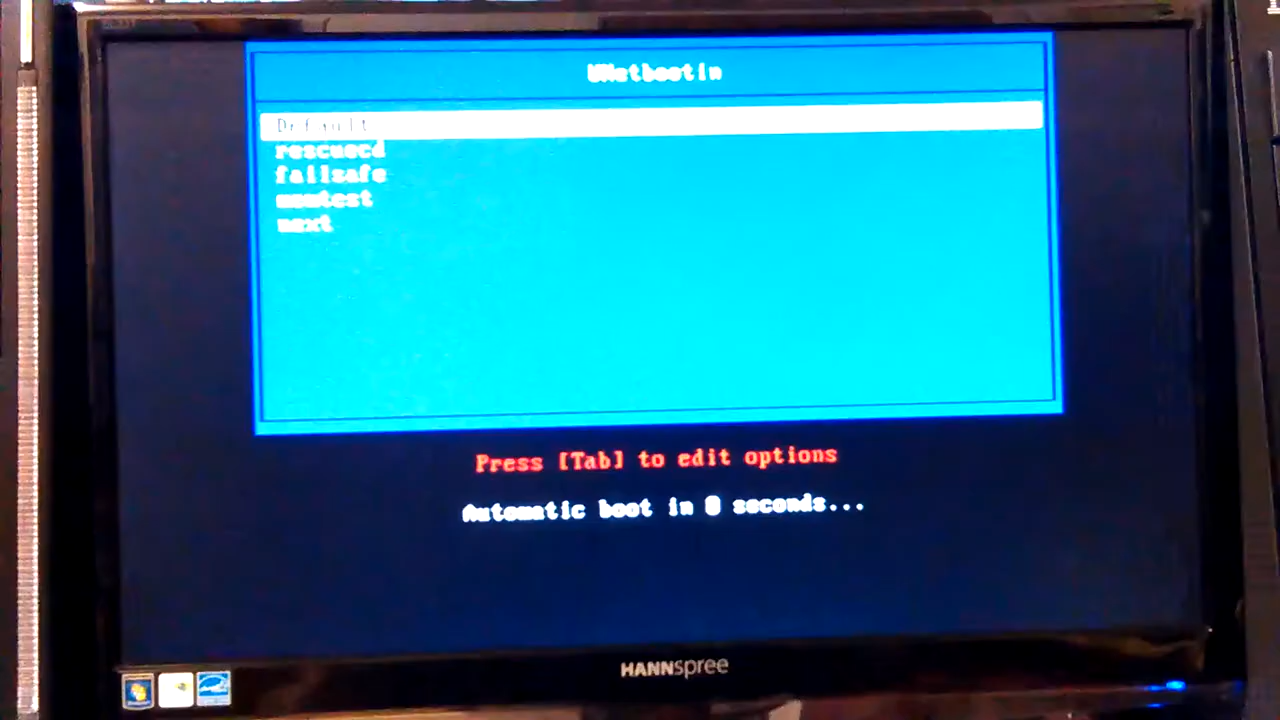 UNetbootin
Default
rescuecd
failsafe
memtest
next
Press [Tab] to edit options
Automatic boot in 8 seconds...
HANNspree